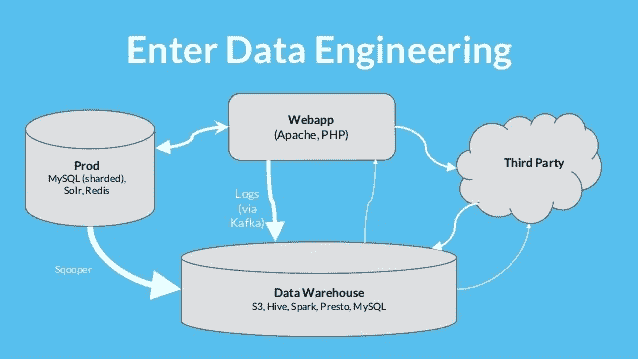 Enter Data Engineering
Webapp
(Apache, PHP)
Prod
MySQL (sharded),
Solr, Redis
Third Party
Logs
(via
Kafka)
Sqooper
Data Warehouse
S3, Hive, Spark, Presto, MySQL